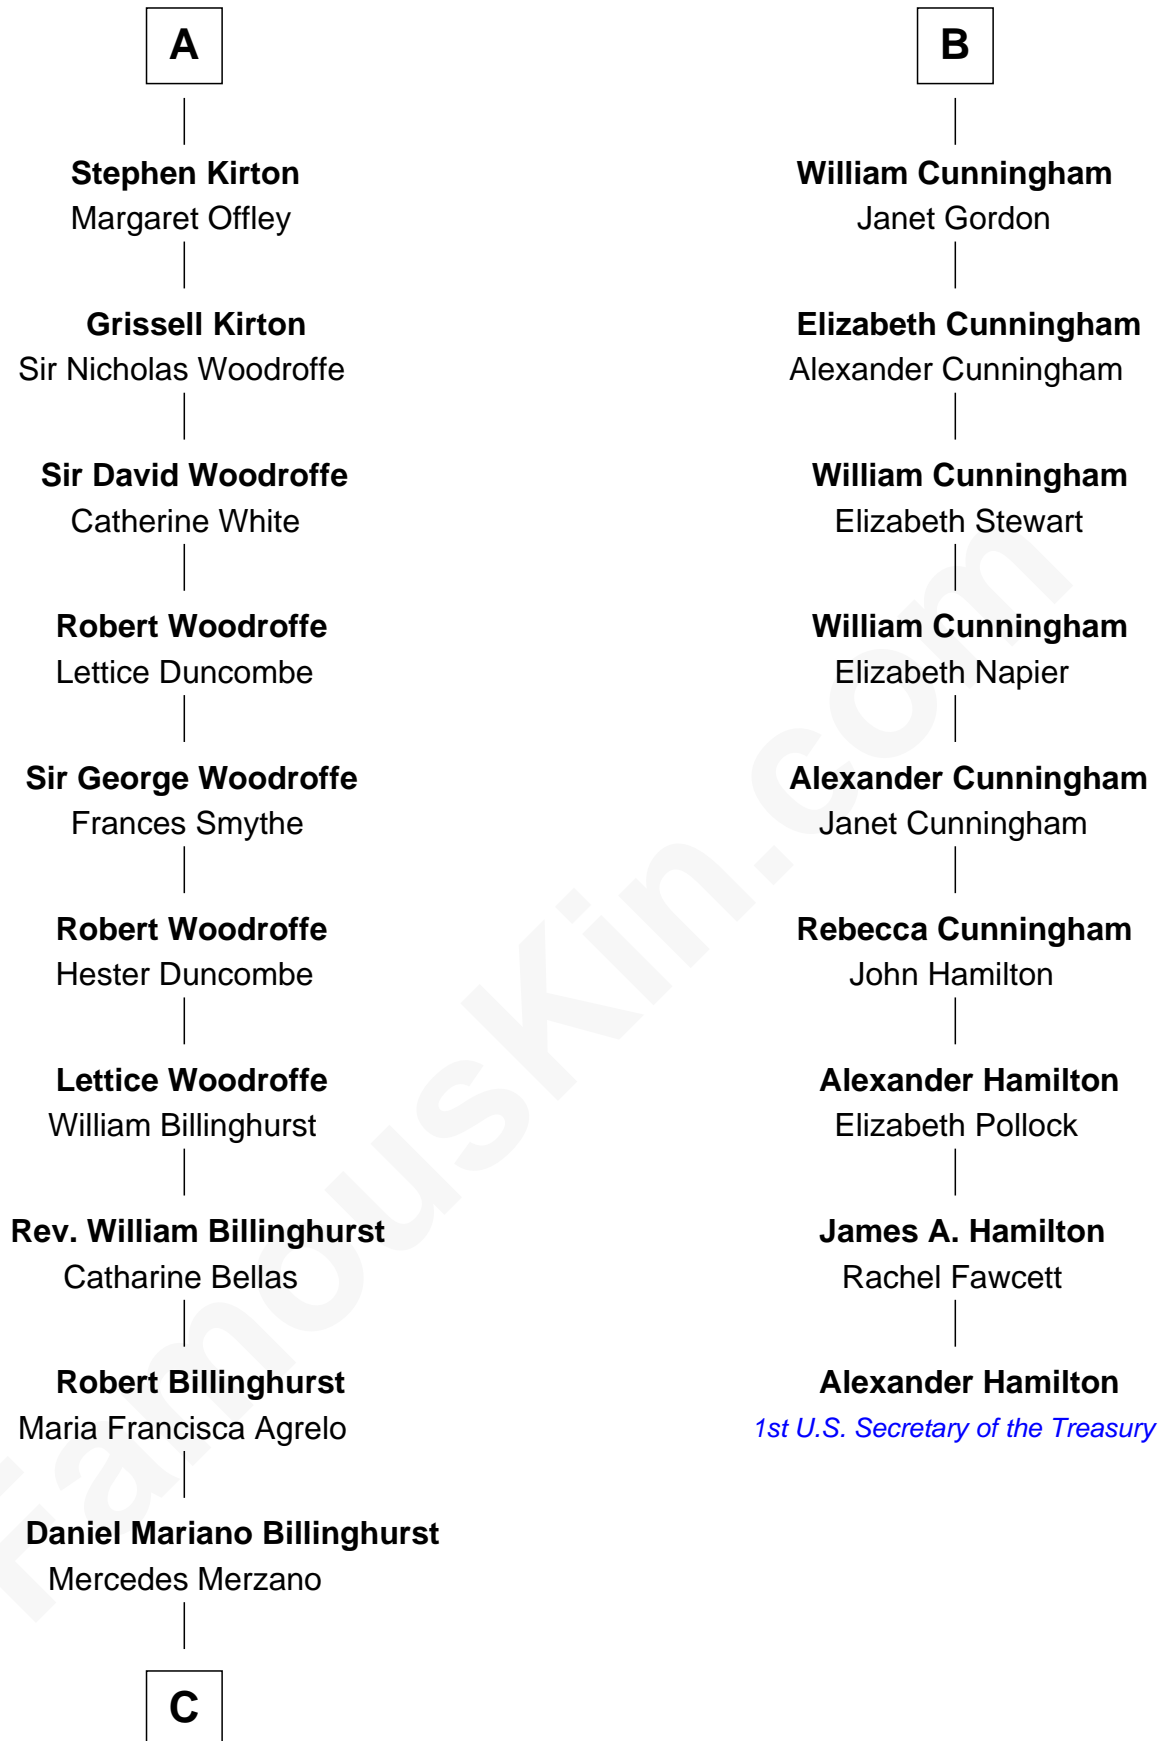 A
Stephen Kirton
Margaret Offley
Grissell Kirton
Sir Nicholas Woodroffe
Sir David Woodroffe
Catherine White
Robert Woodroffe
Lettice Duncombe
Sir George Woodroffe
Frances Smythe
Robert Woodroffe
Hester Duncombe
Lettice Woodroffe
William Billinghurst
Rev. William Billinghurst
Catharine Bellas
Robert Billinghurst
Maria Francisca Agrelo
Daniel Mariano Billinghurst
Mercedes Merzano
C
B
William Cunningham
Janet Gordon
Elizabeth Cunningham
Alexander Cunningham
William Cunningham
Elizabeth Stewart
William Cunningham
Elizabeth Napier
Alexander Cunningham
Janet Cunningham
Rebecca Cunningham
John Hamilton
Alexander Hamilton
Elizabeth Pollock
James A. Hamilton
Rachel Fawcett
Alexander Hamilton
1st U.S. Secretary of the Treasury
FamousKin.com